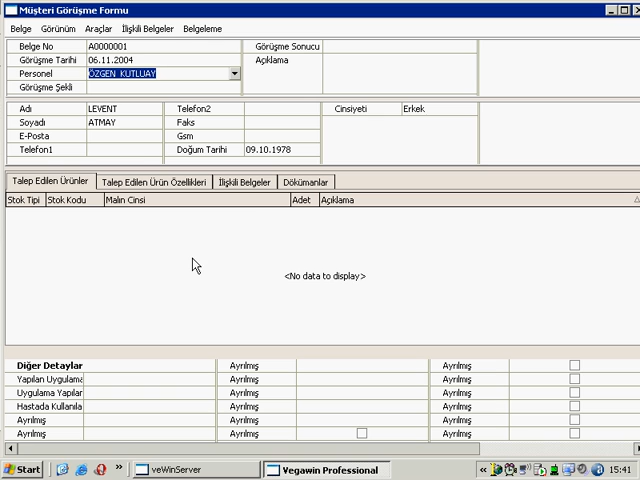 Müşteri Görüşme Formu
Belge Görünüm Araçlar İlişkili Belgeler Belgeleme
Belge No A0000001 Görüşme Sonucu
Görüşme Tarihi 06.11.2004 Açıklama
Personel ÖZGEN KUTLUAY
Görüşme Şekli
Adı LEVENT Telefon2 Cinsiyeti Erkek
Soyadı ATMAY Faks
E-Posta Gsm
Telefon1 Doğum Tarihi 09.10.1978
Talep Edilen Ürünler Talep Edilen Ürün Özellikleri İlişkili Belgeler Dökümanlar
Stok Tipi Stok Kodu Malın Cinsi Adet Açıklama
<No data to display>
Diğer Detaylar Ayrılmış Ayrılmış
Yapılan Uygulama Ayrılmış Ayrılmış
Uygulama Yapılar Ayrılmış Ayrılmış
Hastada Kullanıla Ayrılmış Ayrılmış
Ayrılmış Ayrılmış Ayrılmış
Ayrılmış Ayrılmış Ayrılmış
Start » veWinServer Vegawin Professional « 15:41